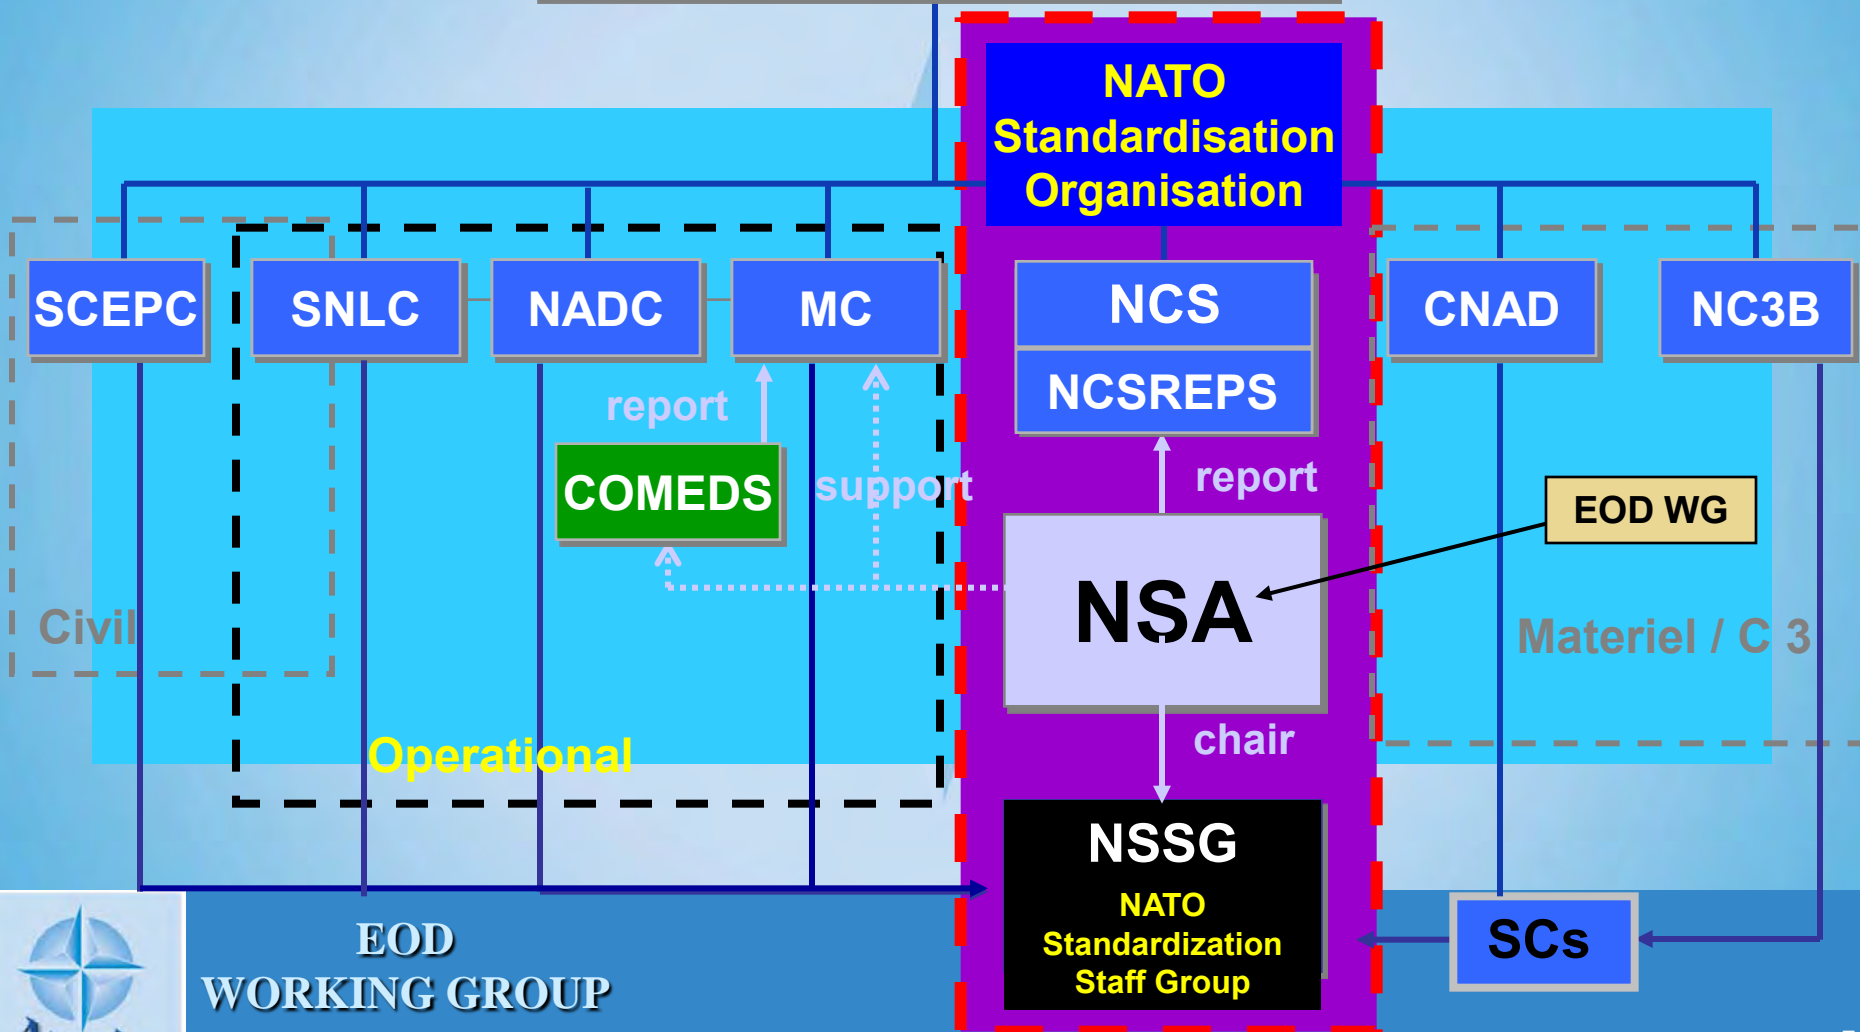 NATO
Standardisation
Organisation
SCEPC
SNLC
NADC
MC
NCS
CNAD
NC3B
NCSREPS
report
COMEDS
support
report
EOD WG
NSA
Civil
Materiel / C 3
Operational
chair
NSSG
NATO
Standardization
Staff Group
SCs
EOD
WORKING GROUP